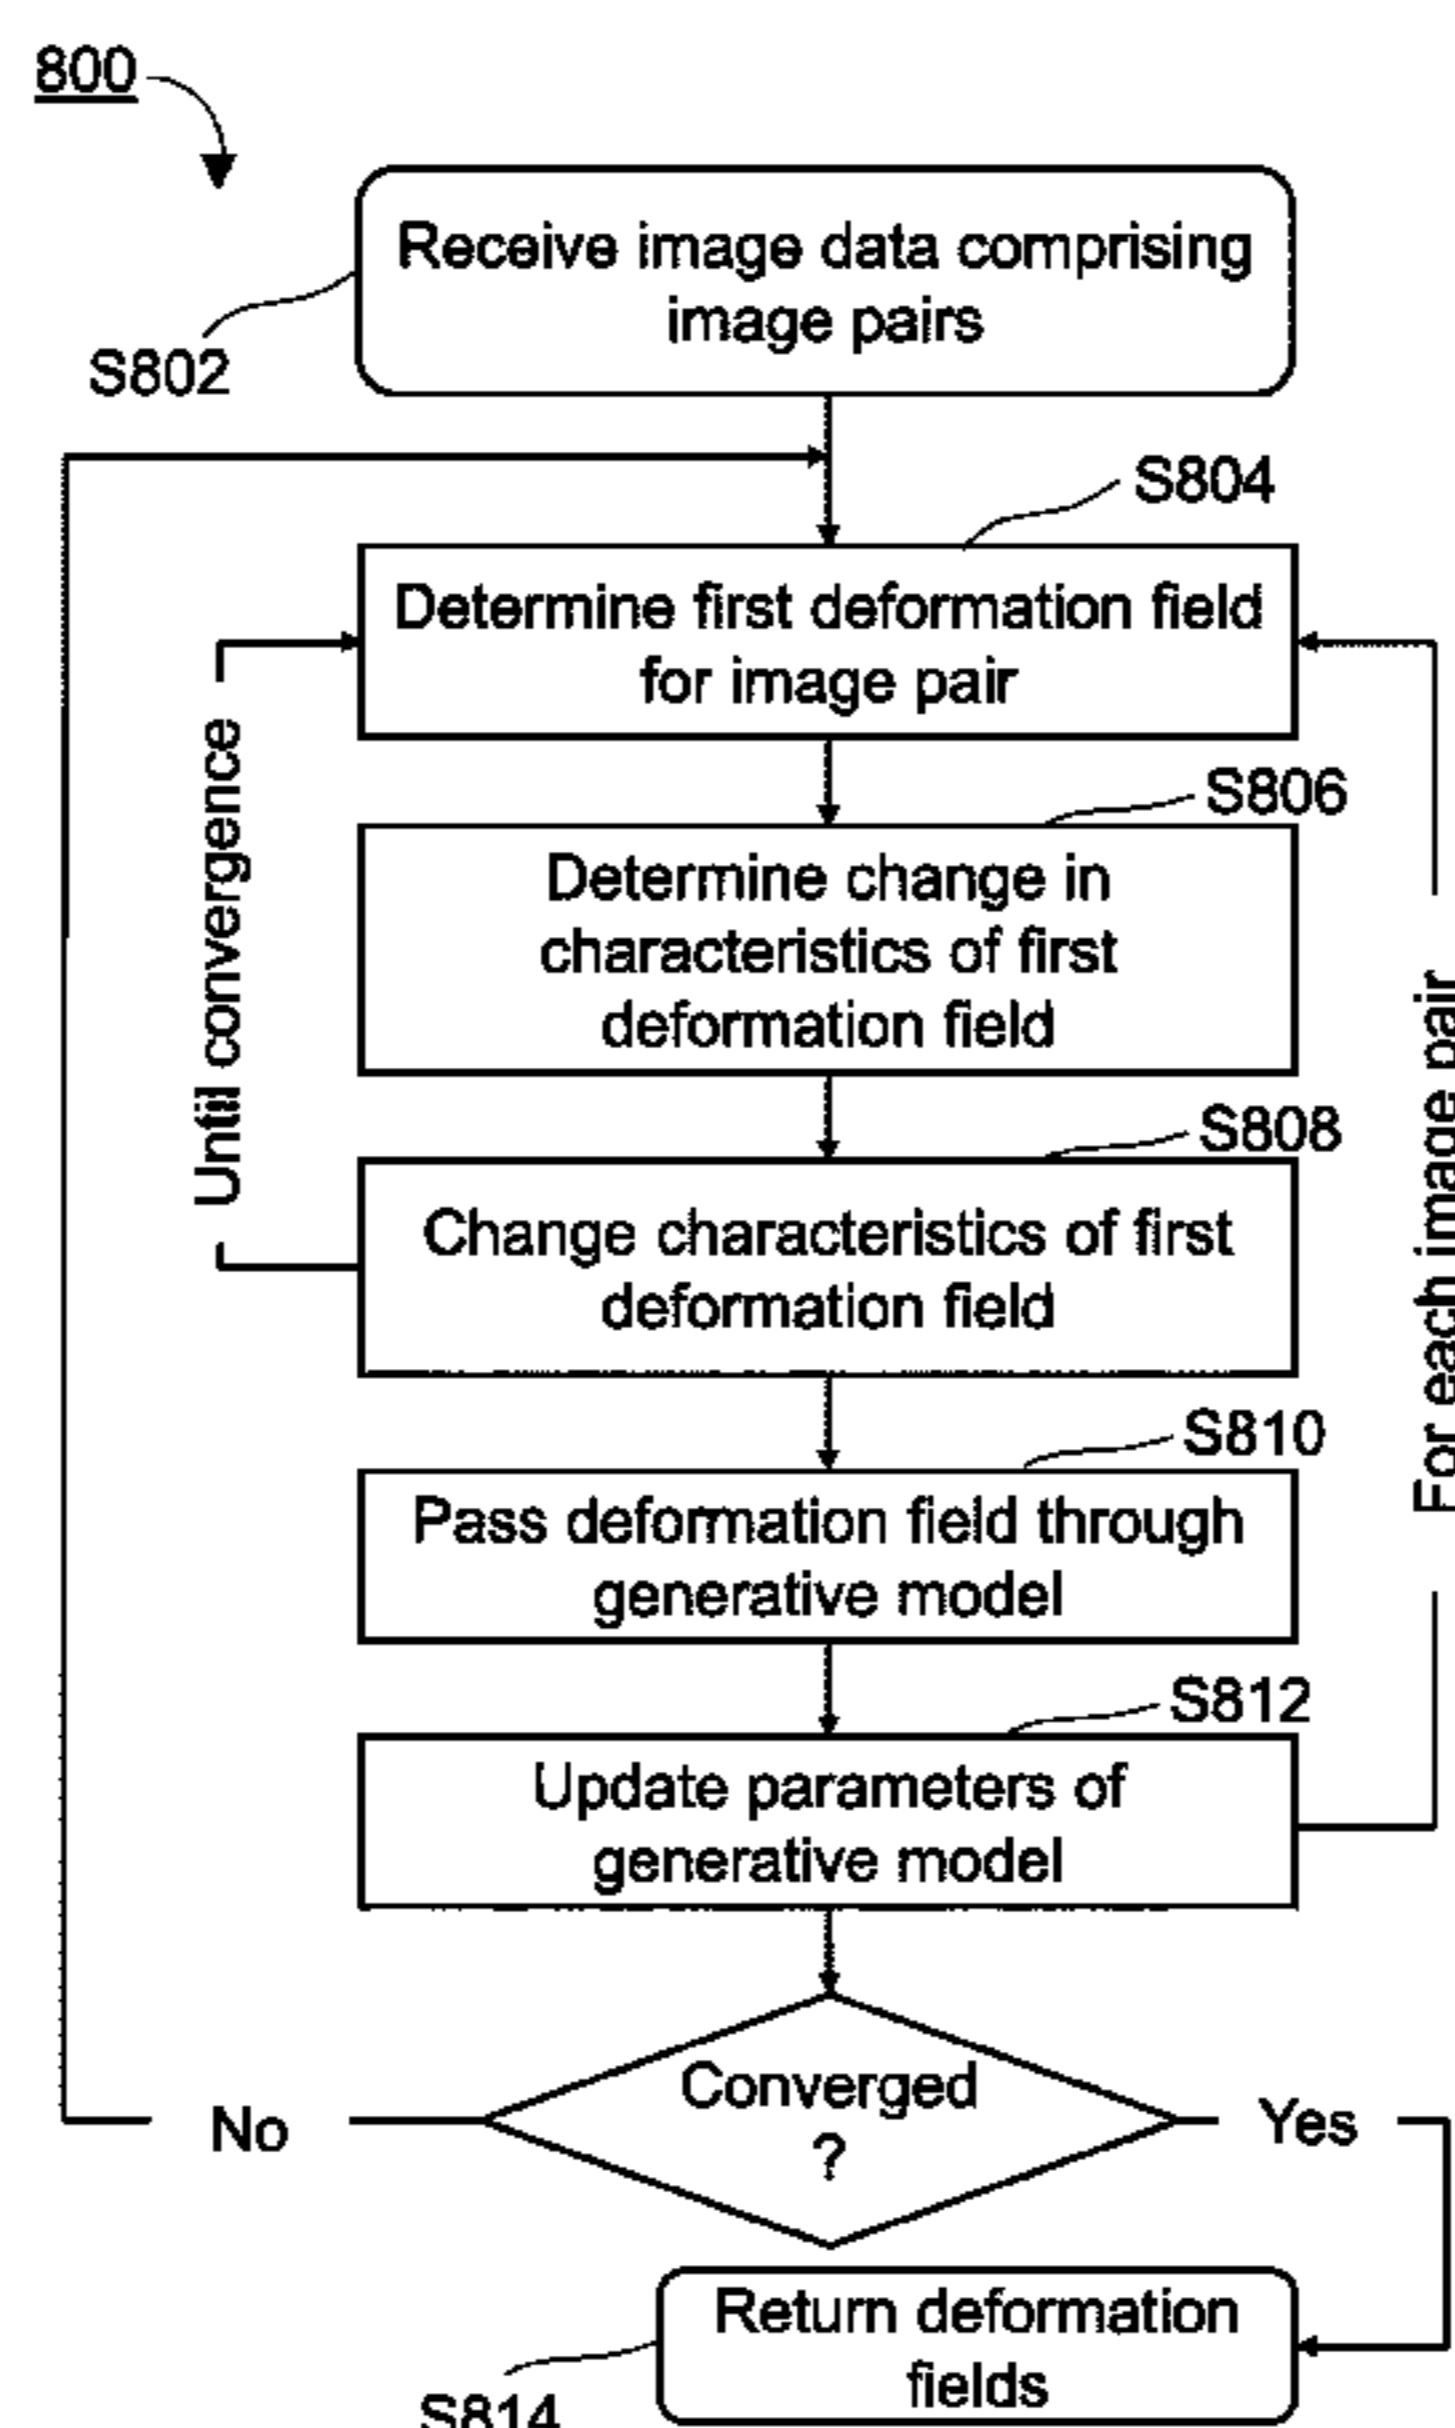 800
Receive image data comprising
image pairs
S802
S804
Determine first deformation field
for image pair
S806
Determine change in
characteristics of first
deformation field
Until convergence
S808
Change characteristics of first
deformation field
For each image pair
S810
Pass deformation field through
generative model
S812
Update parameters of
generative model
Converged
?
No
Yes
Return deformation
fields
S814